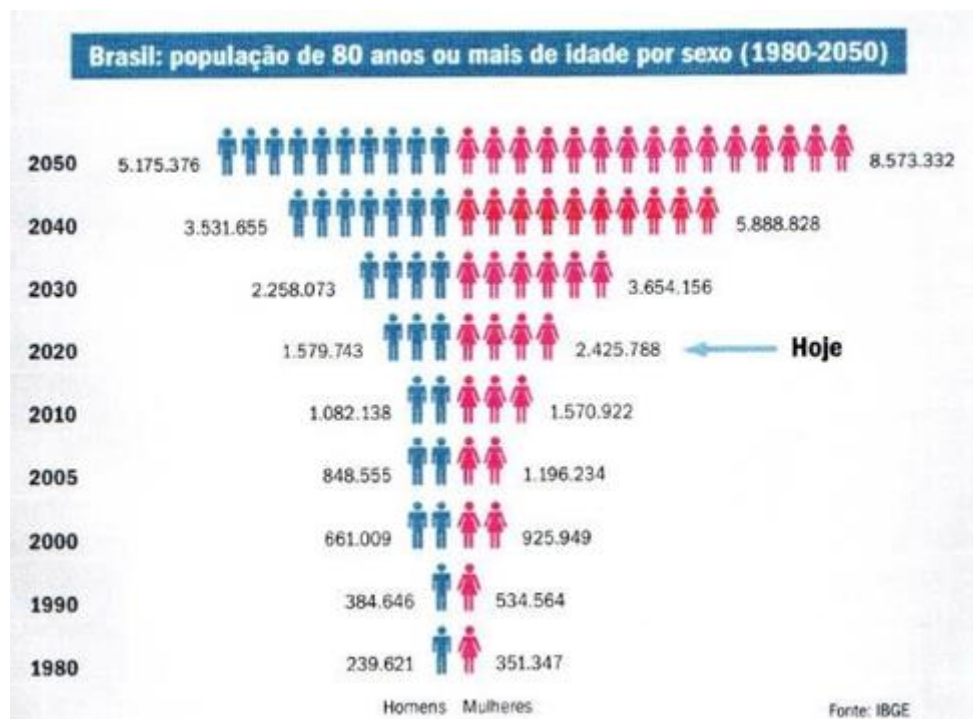 Brasil: população de 80 anos ou mais de idade por sexo (1980-2050)
2050 5.175.376 8.573.332
2040 3.531.655 5.888.828
2030 2.258.073 3.654.156
2020 1.579.743 2.425.788 Hoje
2010 1.082.138 1.570.922
2005 848.555 1.196.234
2000 661.009 925.949
1990 384.646 534.564
1980 239.621 351.347
Homens Mulheres Fonte: IBGE